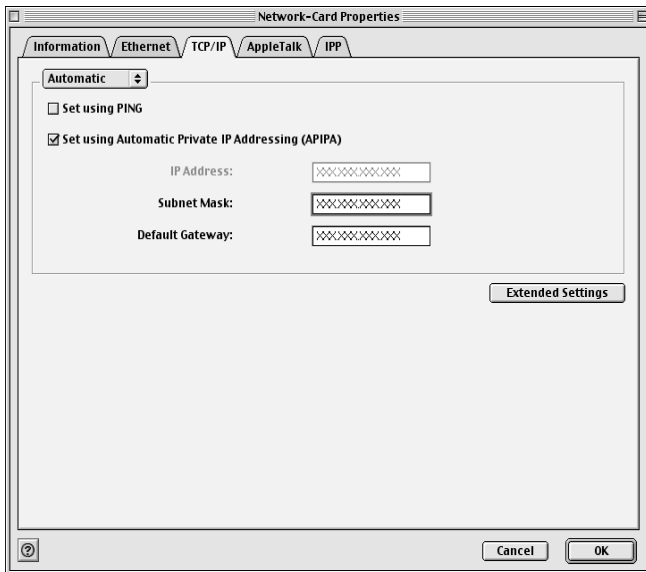 Network-Card Properties
Information Ethernet TCP/IP AppleTalk IPP
Automatic
Set using PING
Set using Automatic Private IP Addressing (APIPA)
IP Address: XXX.XXX.XXX.XXX
Subnet Mask: XXX.XXX.XXX.XXX
Default Gateway: XXX.XXX.XXX.XXX
Extended Settings
? Cancel OK